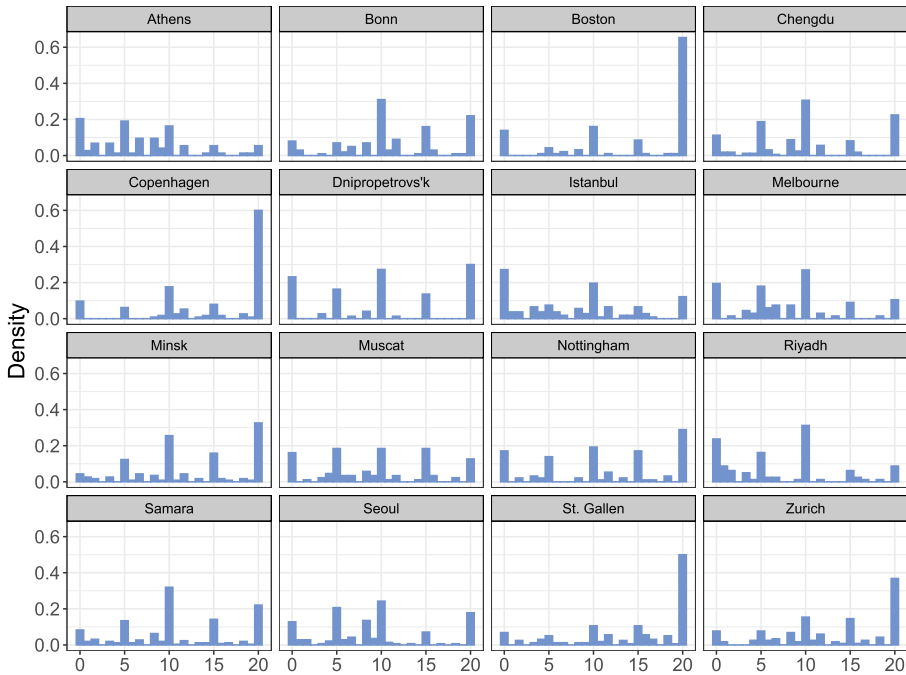 Athens Bonn Boston Chengdu
0.6
0.4
0.2
0.0
Copenhagen Dnipropetrovs'k Istanbul Melbourne
0.6
0.4
0.2
0.0
Density
Minsk Muscat Nottingham Riyadh
0.6
0.4
0.2
0.0
Samara Seoul St. Gallen Zurich
0.6
0.4
0.2
0.0
0 5 10 15 20 0 5 10 15 20 0 5 10 15 20 0 5 10 15 20